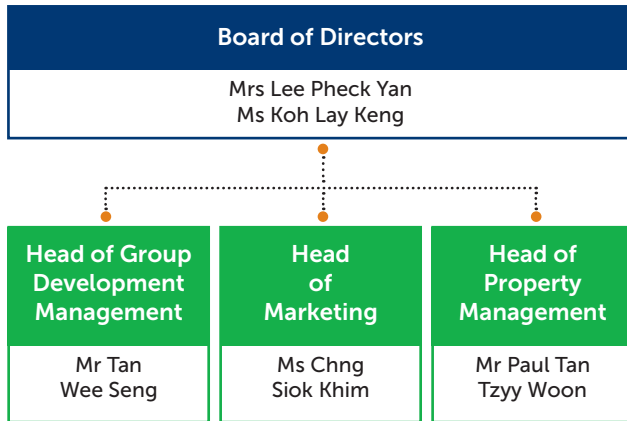 Board of Directors
Mrs Lee Pheck Yan
Ms Koh Lay Keng
Head of Group
Development
Management
Mr Tan
Wee Seng
Head
of
Marketing
Ms Chng
Siok Khim
Head of
Property
Management
Mr Paul Tan
Tzyy Woon